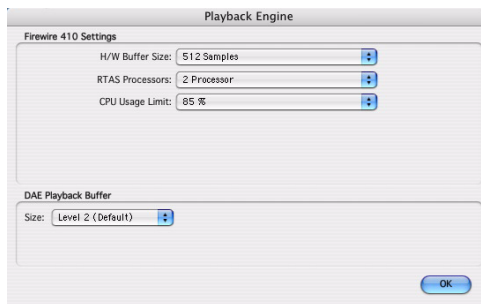 Playback Engine
Firewire 410 Settings
H/W Buffer Size: 512 Samples
RTAS Processors: 2 Processor
CPU Usage Limit: 85 %
DAE Playback Buffer
Size: Level 2 (Default)
OK